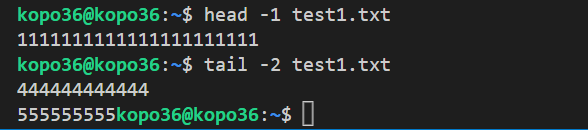 kopo36@kopo36:~$ head -1 test1.txt
1111111111111111111111
kopo36@kopo36:~$ tail -2 test1.txt
444444444444
555555555kopo36@kopo36:~$